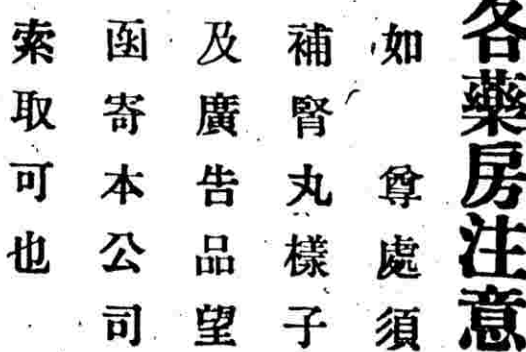 各藥房注意
如 尊處須
補腎丸樣子
及廣告品望
函寄本公司
索取可也